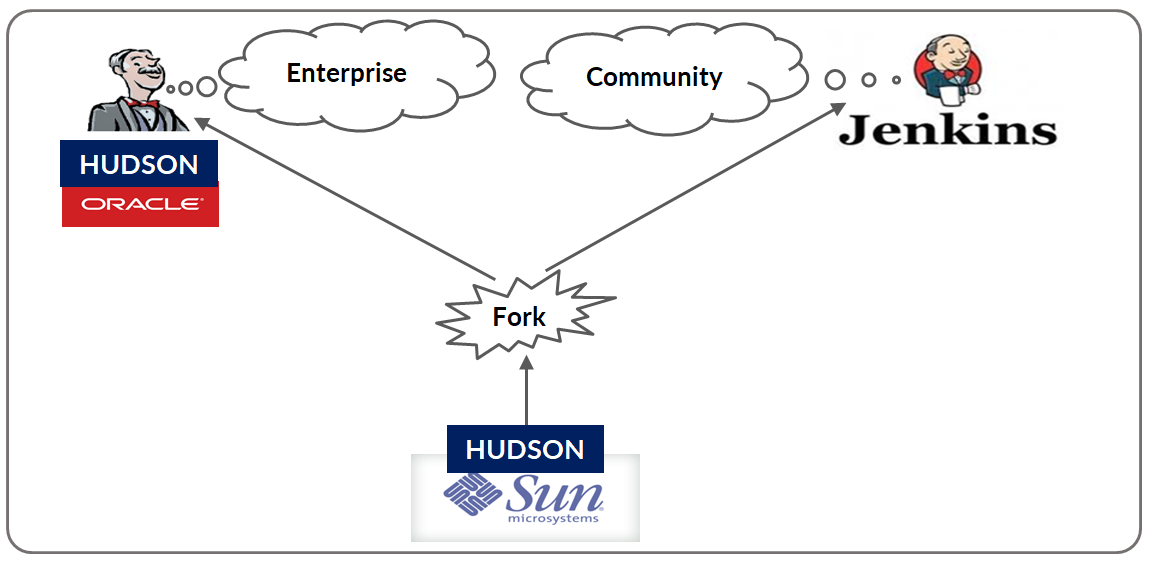 Enterprise
Community
Jenkins
HUDSON
ORACLE
Fork
HUDSON
Sun
microsystems